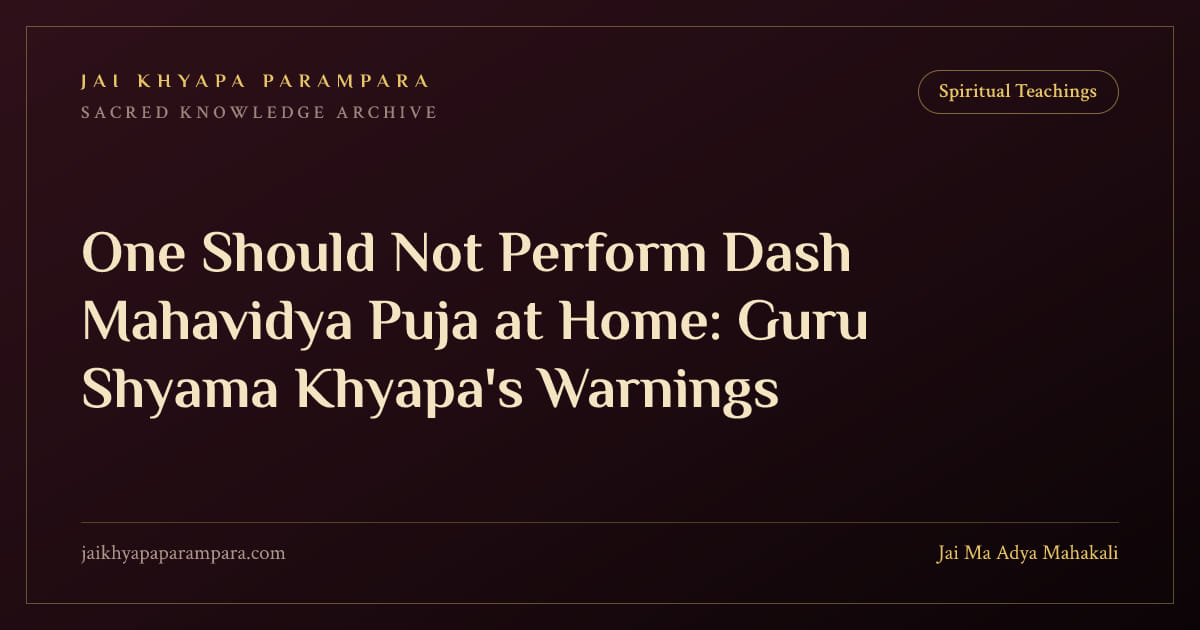 JAI KHYAPA PARAMPARA
SACRED KNOWLEDGE ARCHIVE
Spiritual Teachings
One Should Not Perform Dash
Mahavidya Puja at Home: Guru
Shyama Khyapa's Warnings
jaikhyapaparampara.com
Jai Ma Adya Mahakali